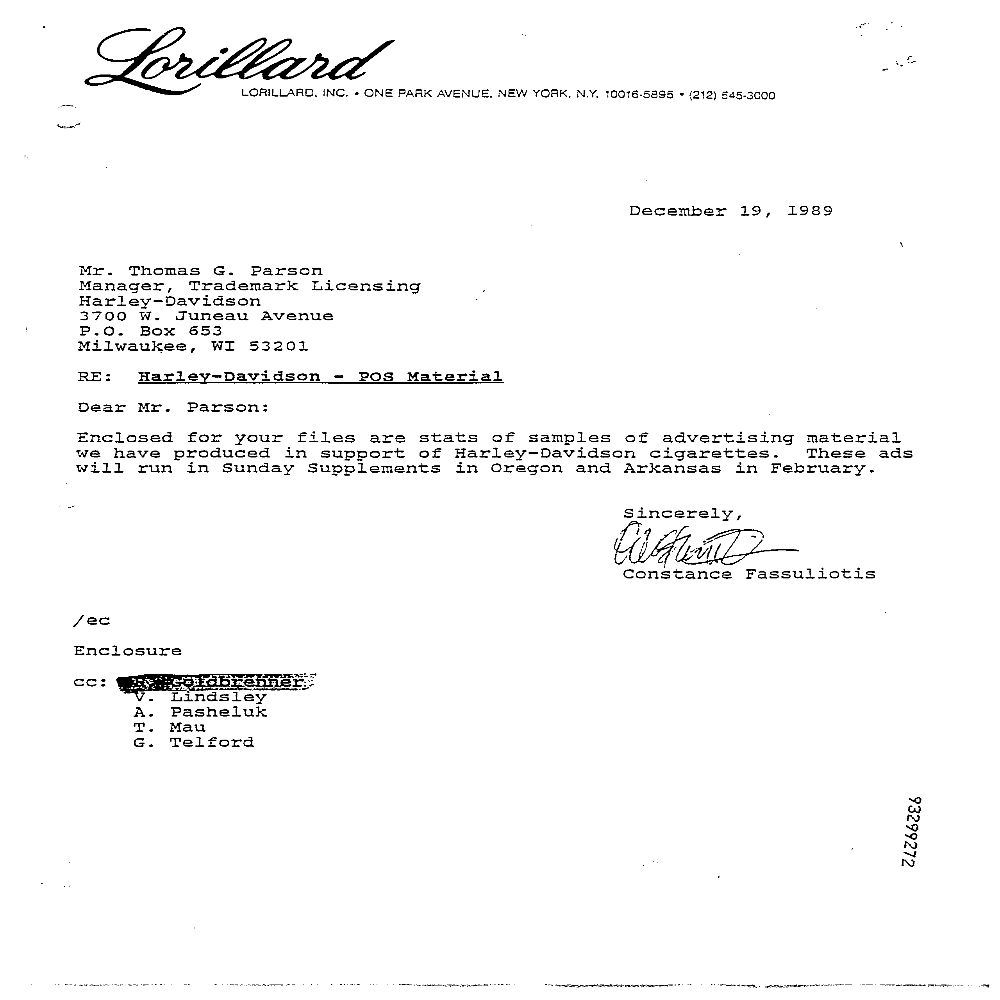 Lorillard
LORILLARD, INC. • ONE PARK AVENUE, NEW YORK, N.Y. 10016-5895 • (212) 545-3000
December 19, 1989
Mr. Thomas G. Parson
Manager, Trademark Licensing
Harley-Davidson
3700 W. Juneau Avenue
P.O. Box 653
Milwaukee, WI 53201
RE: Harley-Davidson - POS Material
Dear Mr. Parson:
Enclosed for your files are stats of samples of advertising material
we have produced in support of Harley-Davidson cigarettes. These ads
will run in Sunday Supplements in Oregon and Arkansas in February.
Sincerely,
Constance Fassuliotis
/ec
Enclosure
cc:
V. Lindsley
A. Pasheluk
T. Mau
G. Telford
93299272